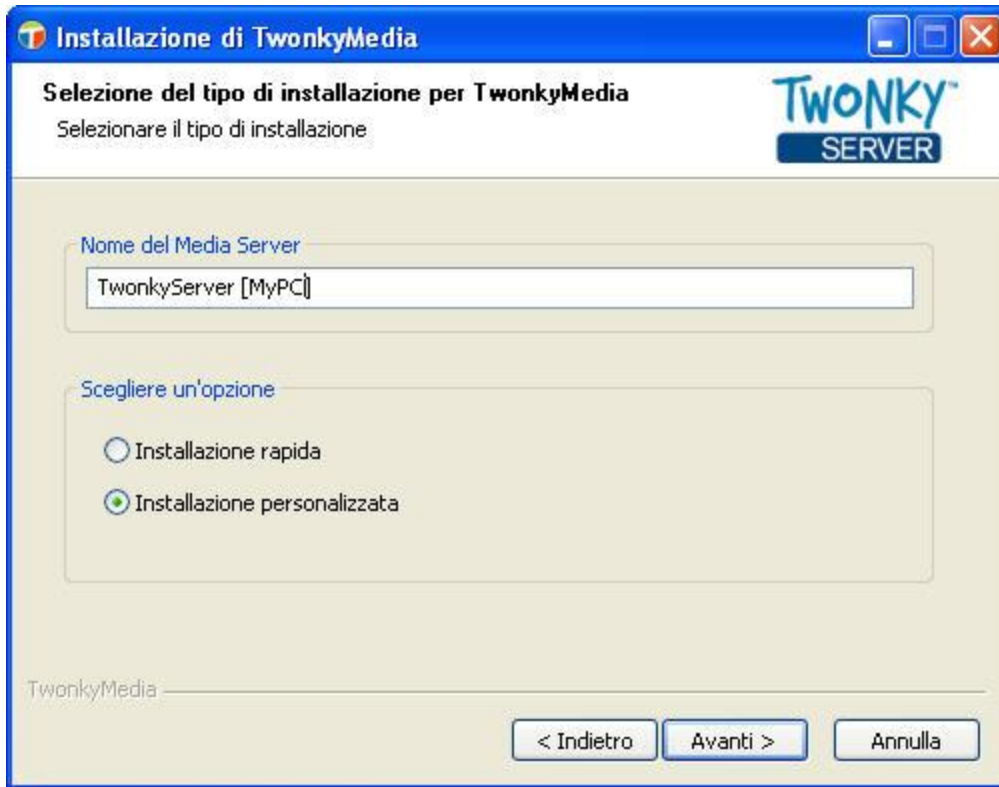 Installazione di TwonkyMedia
Selezione del tipo di installazione per TwonkyMedia
Selezionare il tipo di installazione
TWONKY™
SERVER
Nome del Media Server
TwonkyServer [MyPC]
Scegliere un'opzione
Installazione rapida
Installazione personalizzata
TwonkyMedia
< Indietro
Avanti >
Annulla